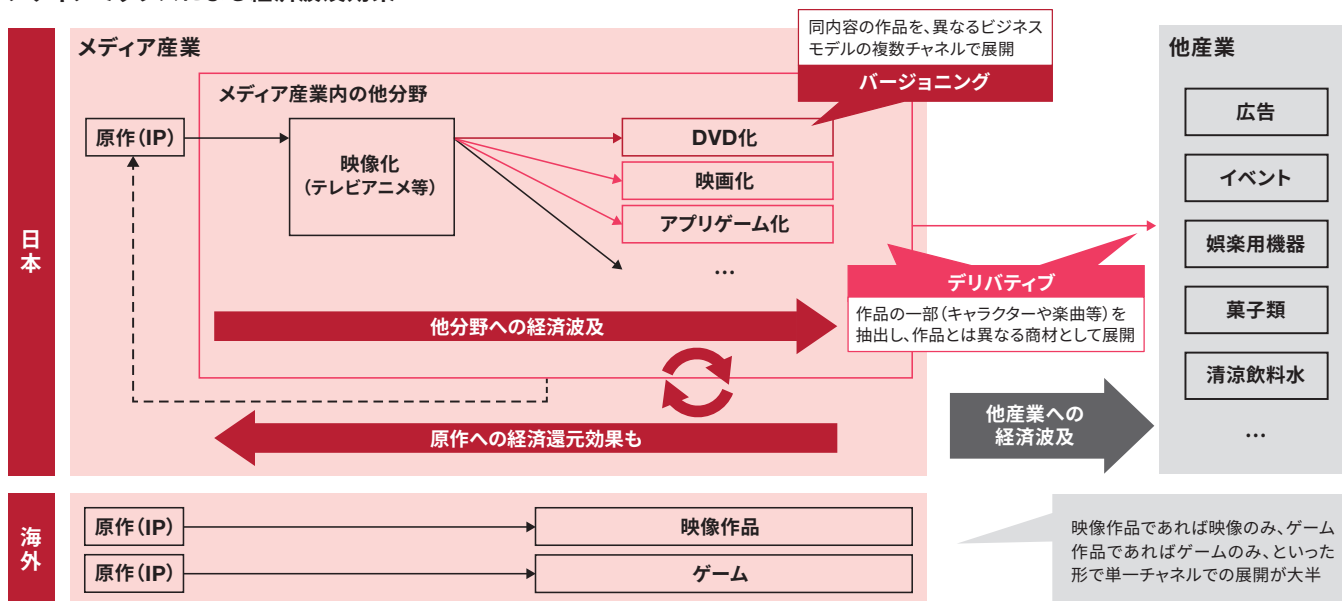 日本
メディア産業
同内容の作品を、異なるビジネス
モデルの複数チャネルで展開
バージョニング
他産業
メディア産業内の他分野
原作（IP）
映像化
（テレビアニメ等）
DVD化
映画化
アプリゲーム化
…
広告
イベント
娯楽用機器
菓子類
清涼飲料水
…
デリバティブ
作品の一部（キャラクターや楽曲等）を
抽出し、作品とは異なる商材として展開
他分野への経済波及
原作への経済還元効果も
他産業への
経済波及
海外
原作（IP）
映像作品
原作（IP）
ゲーム
映像作品であれば映像のみ、ゲーム
作品であればゲームのみ、といった
形で単一チャネルでの展開が大半